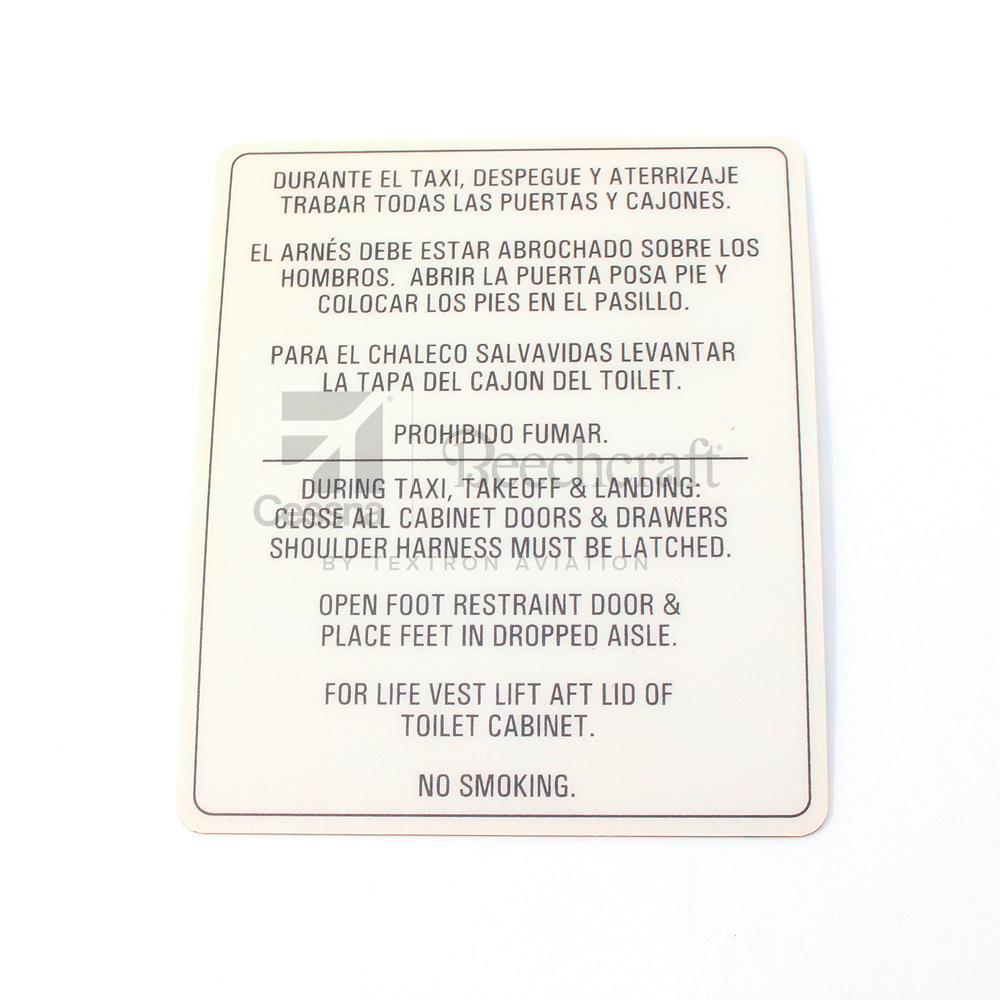 DURANTE EL TAXI, DESPEGUE Y ATERRIZAJE
TRABAR TODAS LAS PUERTAS Y CAJONES.
EL ARNÉS DEBE ESTAR ABROCHADO SOBRE LOS
HOMBROS. ABRIR LA PUERTA POSA PIE Y
COLOCAR LOS PIES EN EL PASILLO.
PARA EL CHALECO SALVAVIDAS LEVANTAR
LA TAPA DEL CAJON DEL TOILET.
PROHIBIDO FUMAR.
Cessna
Beechcraft
BY TEXTRON AVIATION
DURING TAXI, TAKEOFF & LANDING:
CLOSE ALL CABINET DOORS & DRAWERS
SHOULDER HARNESS MUST BE LATCHED.
OPEN FOOT RESTRAINT DOOR &
PLACE FEET IN DROPPED AISLE.
FOR LIFE VEST LIFT AFT LID OF
TOILET CABINET.
NO SMOKING.